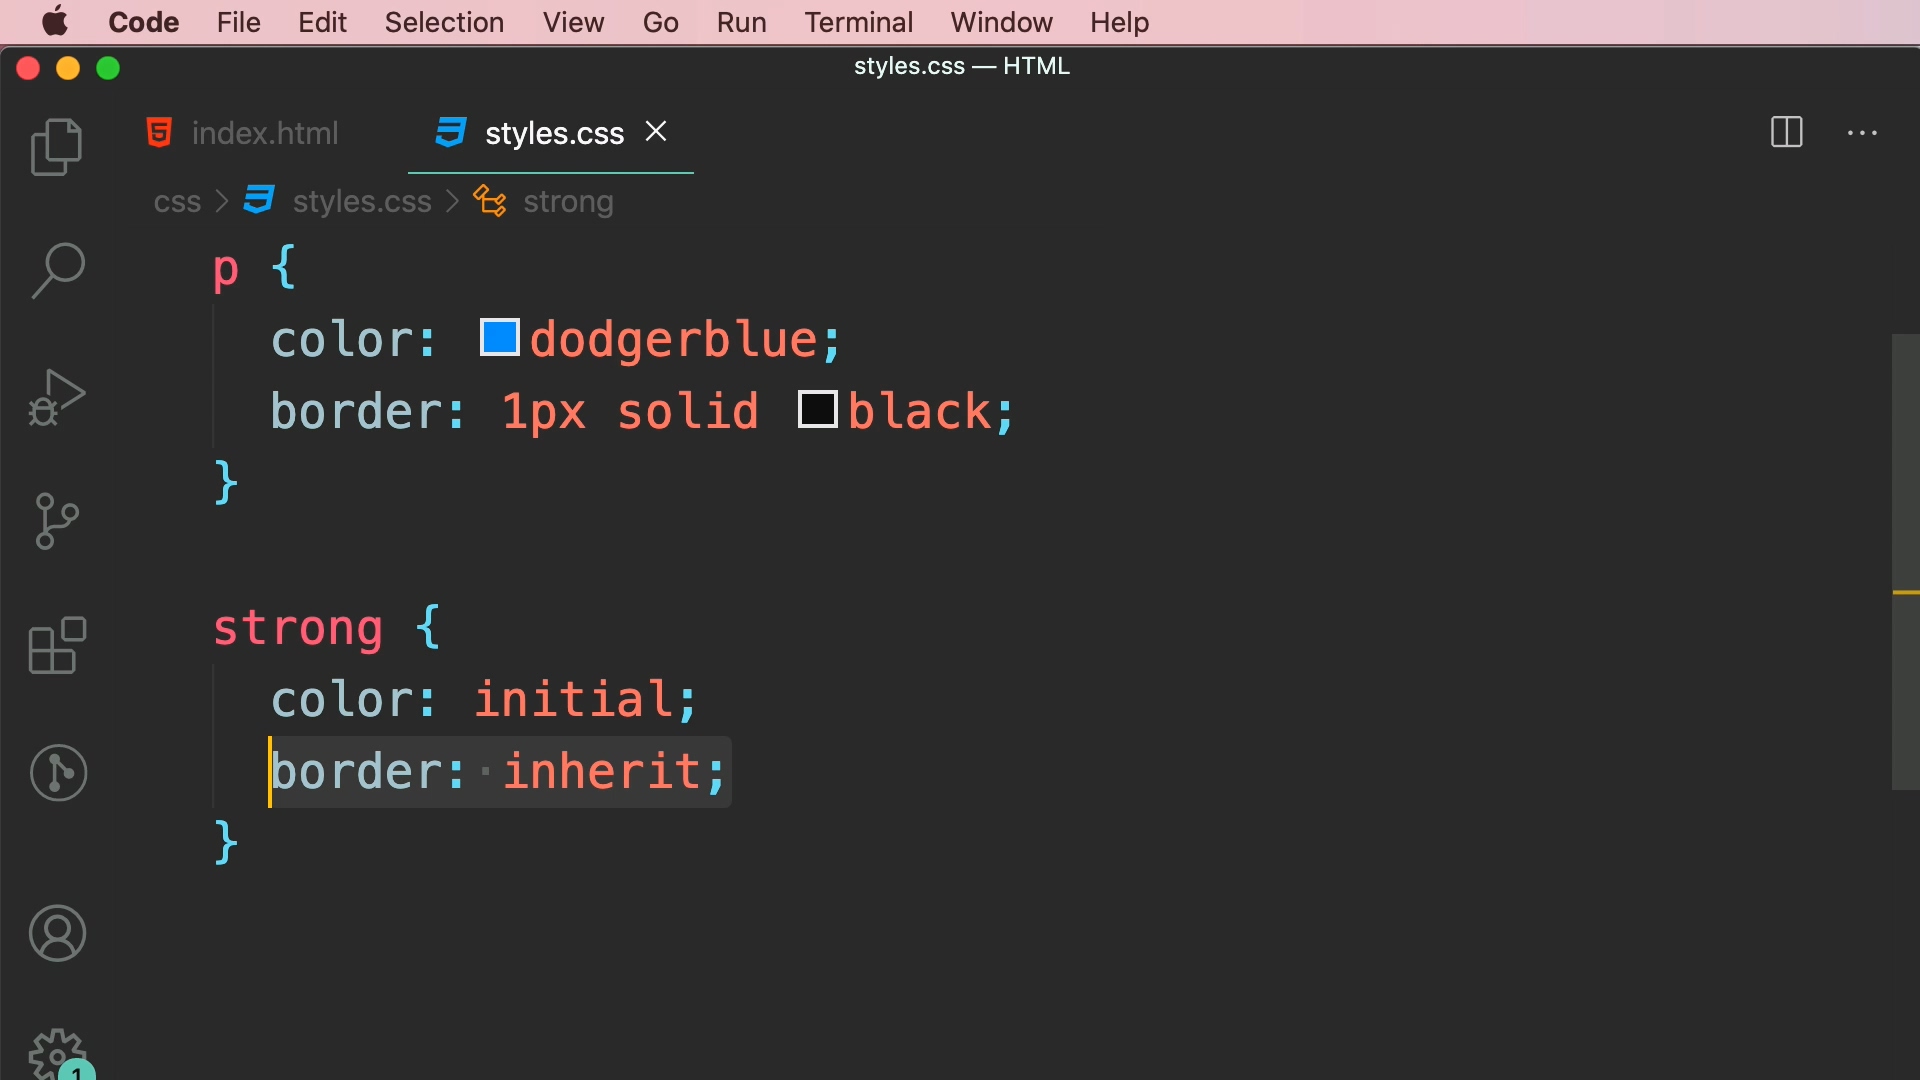 Code File Edit Selection View Go Run Terminal Window Help
styles.css — HTML
index.html styles.css
css > styles.css > strong
p {
color: dodgerblue;
border: 1px solid black;
}
strong {
color: initial;
border: inherit;
}
1